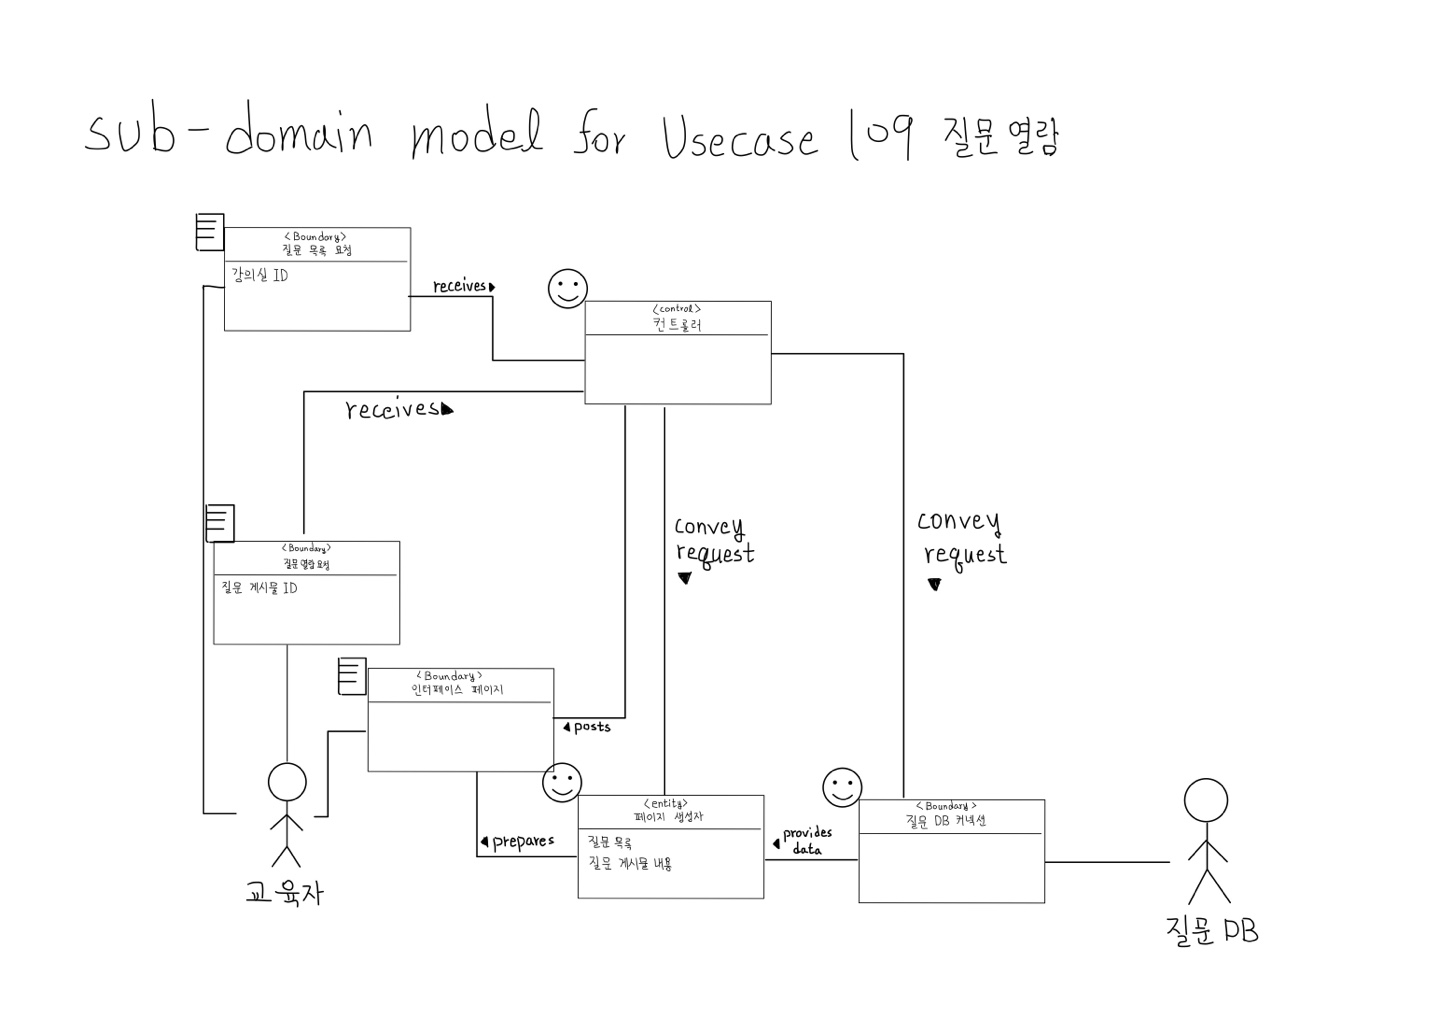 sub-domain model for Usecase 109 질문 열람
<Boundary>
질문 목록 요청
강의실 ID
receives
<control>
컨트롤러
receives
convey
request
convey
request
<Boundary>
질문 열람 요청
질문 게시물 ID
<Boundary>
인터페이스 페이지
posts
<entity>
페이지 생성자
질문 목록
질문 게시물 내용
prepares
provides
data
<Boundary>
질문 DB 커넥션
교육자
질문 DB